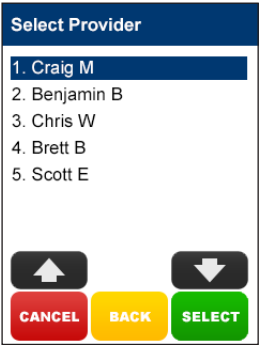 Select Provider
1. Craig M
2. Benjamin B
3. Chris W
4. Brett B
5. Scott E
CANCEL BACK SELECT